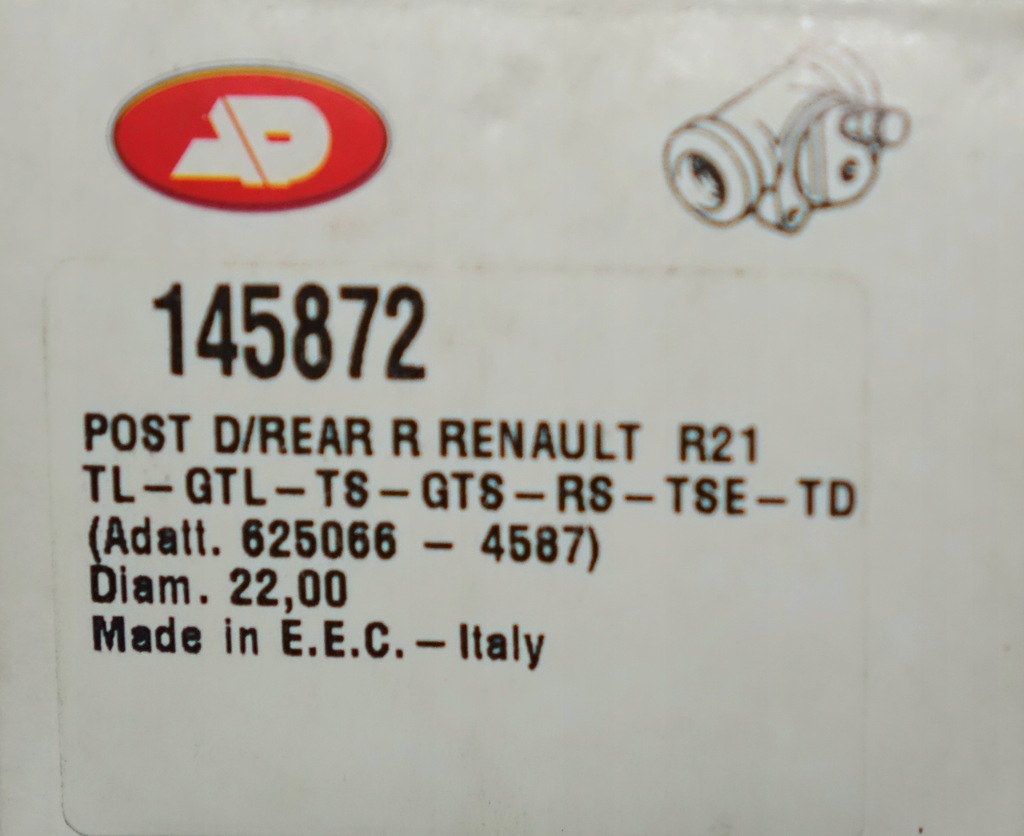 AD
145872
POST D/REAR R RENAULT R21
TL-GTL-TS-GTS-RS-TSE-TD
(Adatt. 625066 - 4587)
Diam. 22,00
Made in E.E.C.-Italy